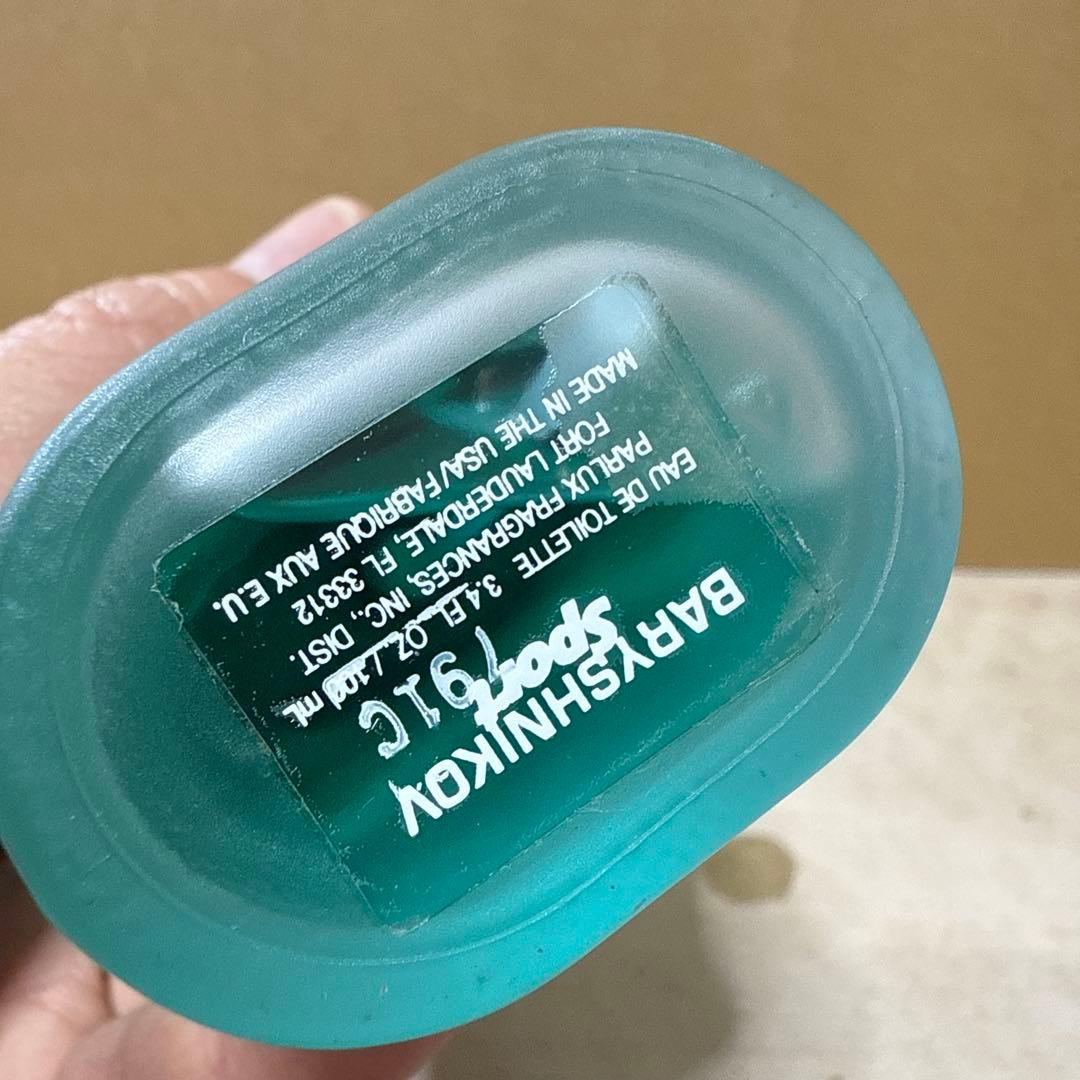 BARYSHNIKOV
Sport
EAU DE TOILETTE 3.4 FL. OZ. / 100 mL
PARLUX FRAGRANCES, INC., DIST.
FORT LAUDERDALE, FL 33312
MADE IN THE USA/FABRIQUE AUX E.U.